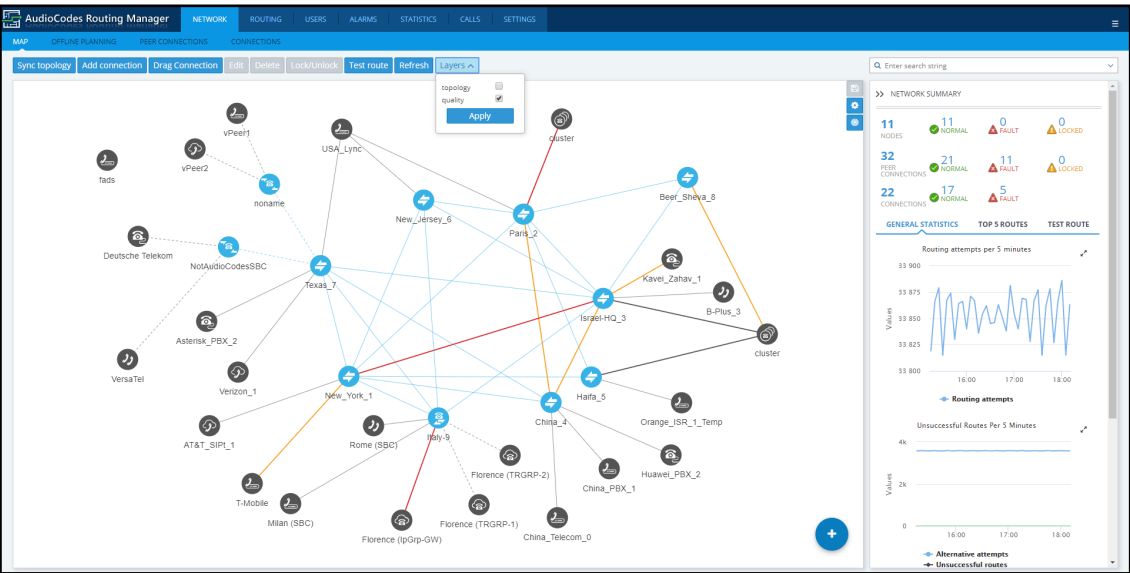 AudioCodes Routing Manager
NETWORK ROUTING USERS ALARMS STATISTICS CALLS SETTINGS
MAP OFFLINE PLANNING PEER CONNECTIONS CONNECTIONS
Sync topology Add connection Drag Connection Edit Delete Lock/Unlock Test route Refresh Layers
Enter search string
topology
quality
Apply
vPeer1
USA_Lync
cluster
vPeer2
fads
noname
New_Jersey_6
Beer_Sheva_8
Paris_2
Deutsche Telekom
NotAudioCodesSBC
Texas_7
Kavei_Zahav_1
Israel-HQ_3
B-Plus_3
Asterisk_PBX_2
cluster
VersaTel
Verizon_1
New_York_1
Haifa_5
China_4
Orange_ISR_1_Temp
AT&T_SIPt_1
Rome (SBC)
Italy-9
Florence (TRGRP-2)
Huawei_PBX_2
China_PBX_1
T-Mobile
Milan (SBC)
Florence (TRGRP-1)
Florence (IpGrp-GW)
China_Telecom_0
+
NETWORK SUMMARY
11 NODES 11 NORMAL 0 FAULT 0 LOCKED
32 PEER CONNECTIONS 21 NORMAL 11 FAULT 0 LOCKED
22 CONNECTIONS 17 NORMAL 5 FAULT
GENERAL STATISTICS TOP 5 ROUTES TEST ROUTE
Routing attempts per 5 minutes
33 900
33 875
33 850
33 825
33 800
Values
16:00 17:00 18:00
Routing attempts
Unsuccessful Routes Per 5 Minutes
4k
2k
0
Values
16:00 17:00 18:00
Alternative attempts
Unsuccessful routes